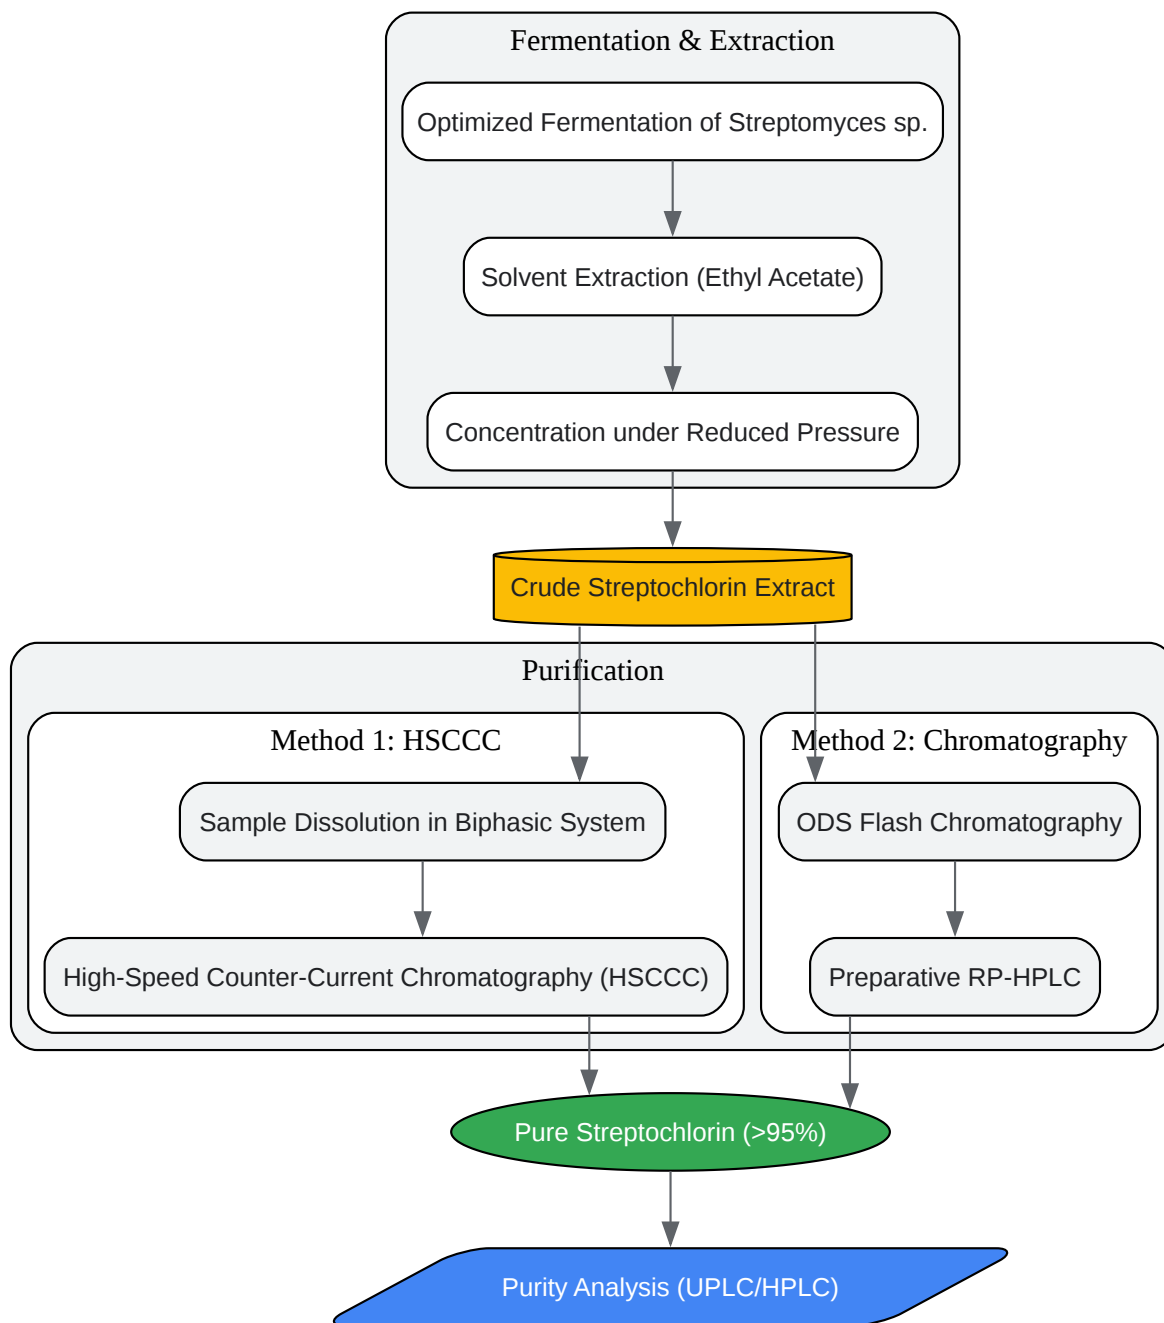 Fermentation & Extraction
Optimized Fermentation of Streptomyces sp.
Solvent Extraction (Ethyl Acetate)
Concentration under Reduced Pressure
Crude Streptochlorin Extract
Purification
Method 1: HSCCC
Sample Dissolution in Biphasic System
High-Speed Counter-Current Chromatography (HSCCC)
Method 2: Chromatography
ODS Flash Chromatography
Preparative RP-HPLC
Pure Streptochlorin (>95%)
Purity Analysis (UPLC/HPLC)